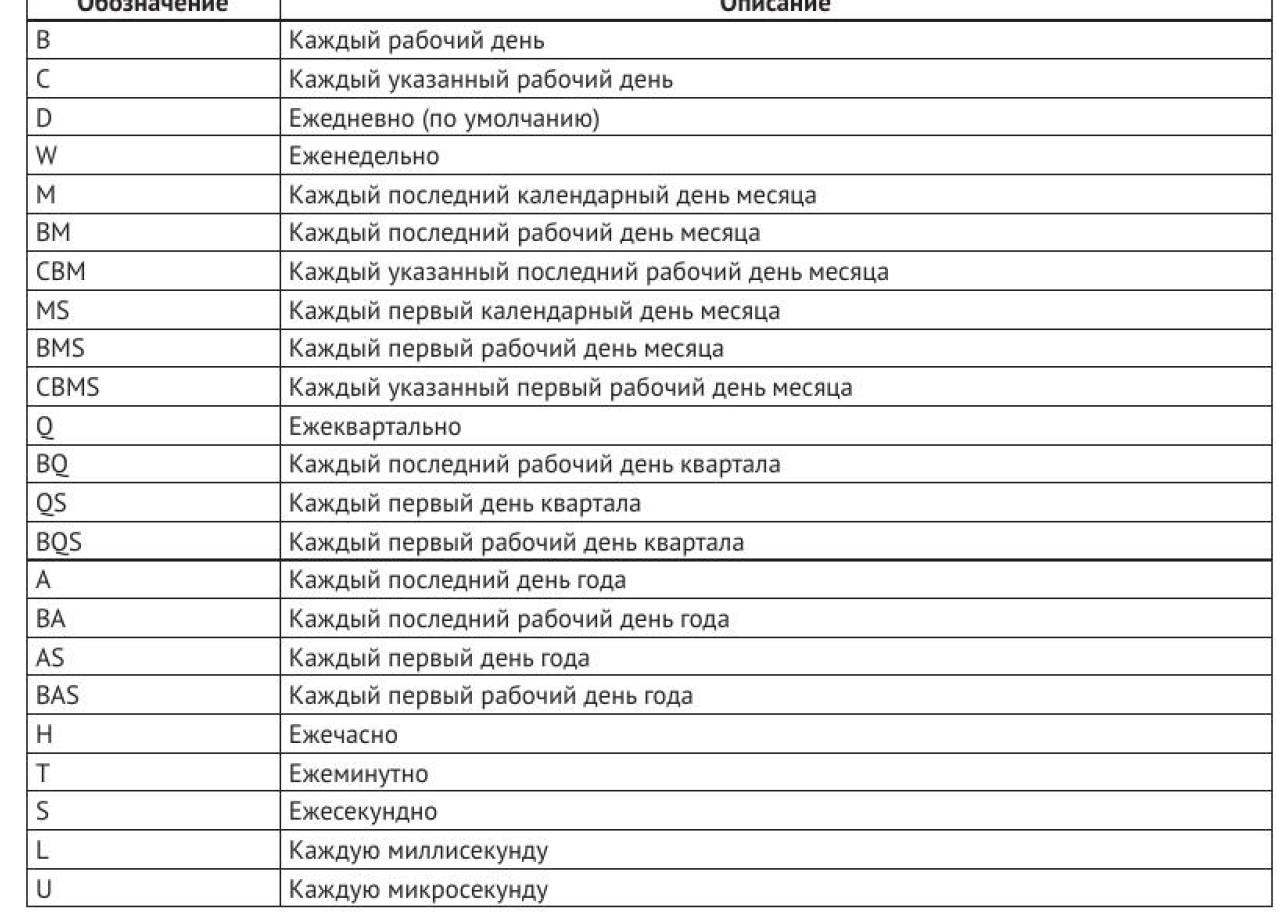 Обозначение Описание
B Каждый рабочий день
C Каждый указанный рабочий день
D Ежедневно (по умолчанию)
W Еженедельно
M Каждый последний календарный день месяца
BM Каждый последний рабочий день месяца
CBM Каждый указанный последний рабочий день месяца
MS Каждый первый календарный день месяца
BMS Каждый первый рабочий день месяца
CBMS Каждый указанный первый рабочий день месяца
Q Ежеквартально
BQ Каждый последний рабочий день квартала
QS Каждый первый день квартала
BQS Каждый первый рабочий день квартала
A Каждый последний день года
BA Каждый последний рабочий день года
AS Каждый первый день года
BAS Каждый первый рабочий день года
H Ежечасно
T Ежеминутно
S Ежесекундно
L Каждую миллисекунду
U Каждую микросекунду